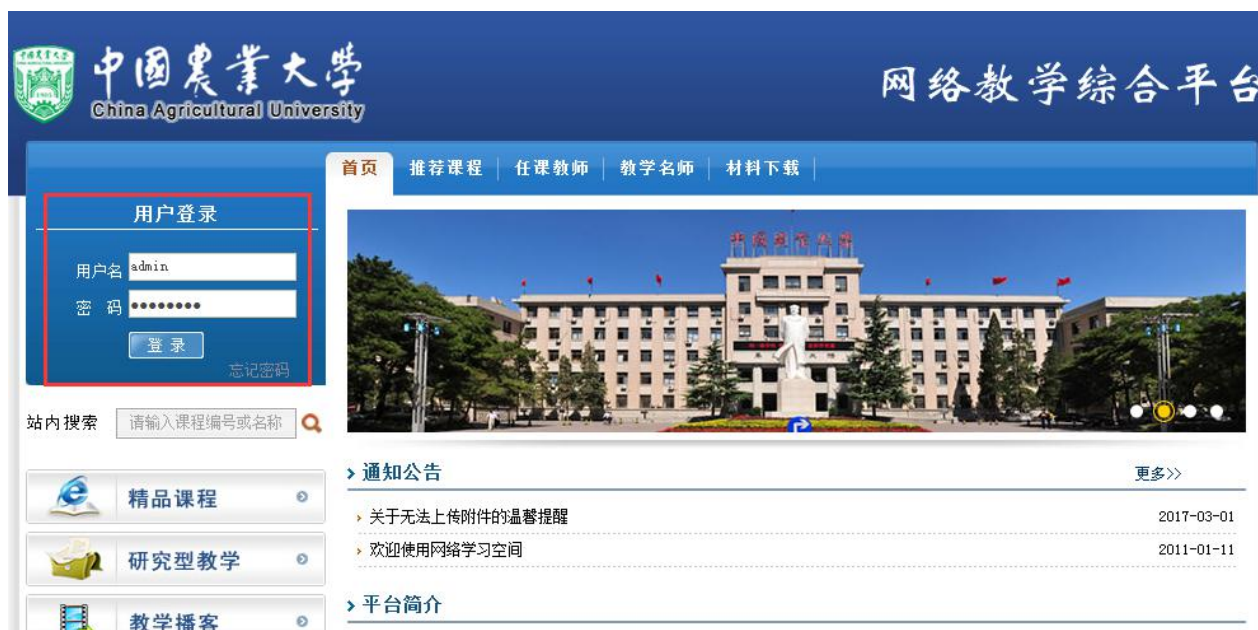 中國農業大學
China Agricultural University
网络教学综合平台
首页 推荐课程 任课教师 教学名师 材料下载
用户登录
用户名 admin
密 码 ●●●●●●●●
登录
忘记密码
站内搜索 请输入课程编号或名称
精品课程
研究型教学
教学播客
通知公告 更多>>
关于无法上传附件的温馨提醒 2017-03-01
欢迎使用网络学习空间 2011-01-11
平台简介